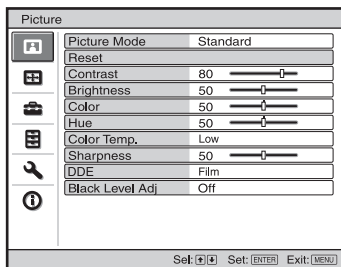 Picture
Picture Mode Standard
Reset
Contrast 80
Brightness 50
Color 50
Hue 50
Color Temp. Low
Sharpness 50
DDE Film
Black Level Adj Off
Sel: ↑ ↓ Set: ENTER Exit: MENU